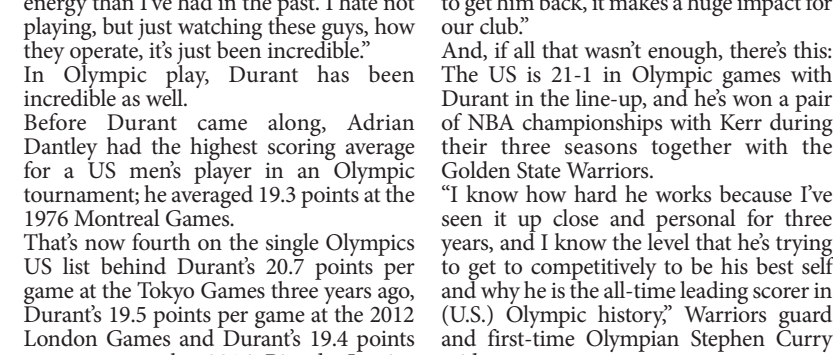 energy than I've had in the past. I hate not
playing, but just watching these guys, how
they operate, it's just been incredible."
In Olympic play, Durant has been
incredible as well.
Before Durant came along, Adrian
Dantley had the highest scoring average
for a US men's player in an Olympic
tournament; he averaged 19.3 points at the
1976 Montreal Games.
That's now fourth on the single Olympics
US list behind Durant's 20.7 points per
game at the Tokyo Games three years ago,
Durant's 19.5 points per game at the 2012
London Games and Durant's 19.4 points
to get him back, it makes a huge impact for
our club."
And, if all that wasn't enough, there's this:
The US is 21-1 in Olympic games with
Durant in the line-up, and he's won a pair
of NBA championships with Kerr during
their three seasons together with the
Golden State Warriors.
“I know how hard he works because I've
seen it up close and personal for three
years, and I know the level that he's trying
to get to competitively to be his best self
and why he is the all-time leading scorer in
(U.S.) Olympic history,” Warriors guard
and first-time Olympian Stephen Curry